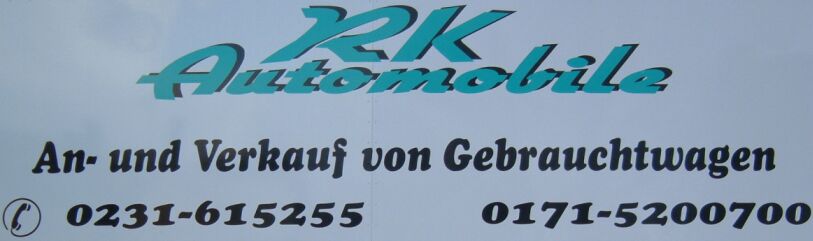 RK
Automobile
An- und Verkauf von Gebrauchtwagen
0231-615255 0171-5200700